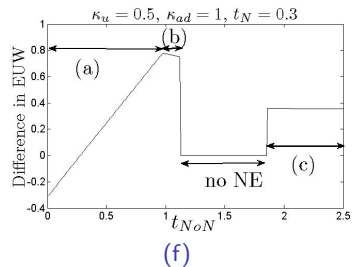 κ_u = 0.5, κ_ad = 1, t_N = 0.3
Difference in EUW
0.8
0.6
0.4
0.2
0
-0.2
-0.4
(a)
(b)
no NE
(c)
0
0.5
1
1.5
2
2.5
t_NoN
(f)